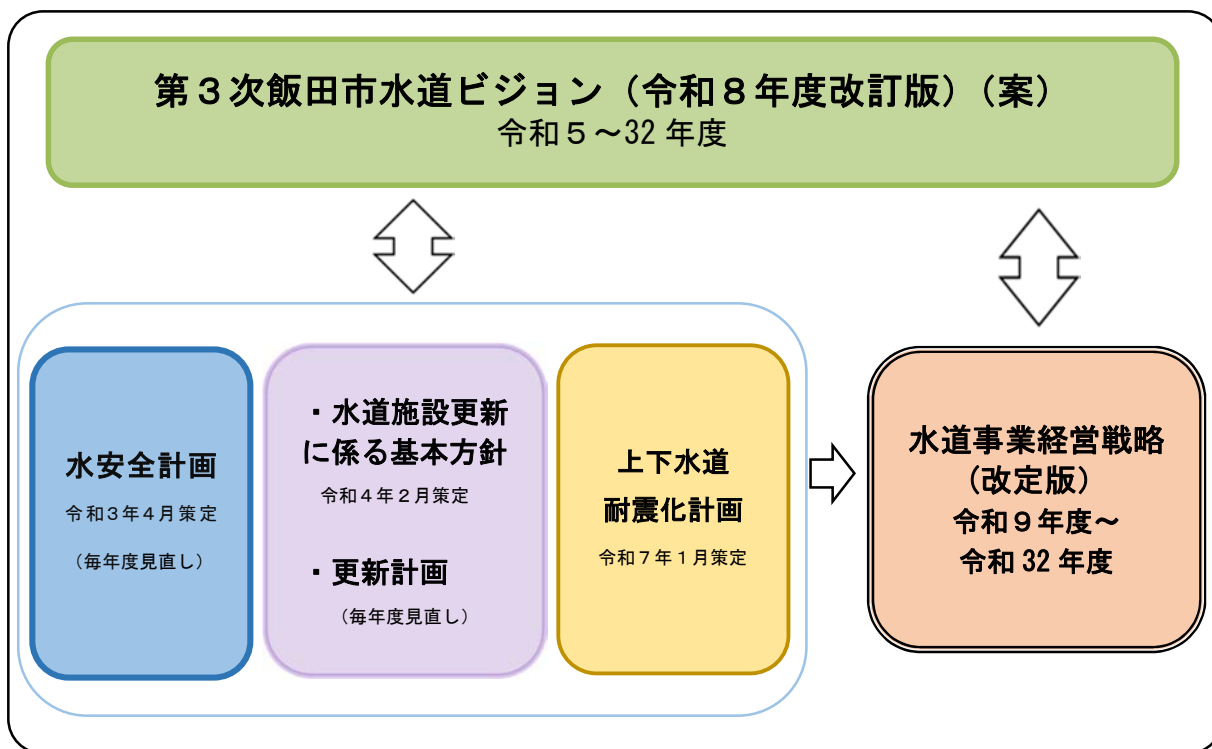 第３次飯田市水道ビジョン（令和８年度改訂版）（案）
令和５～32 年度
水安全計画
令和３年４月策定
（毎年度見直し）
・水道施設更新
に係る基本方針
令和４年２月策定
・更新計画
（毎年度見直し）
上下水道
耐震化計画
令和７年１月策定
水道事業経営戦略
（改定版）
令和９年度～
令和 32 年度